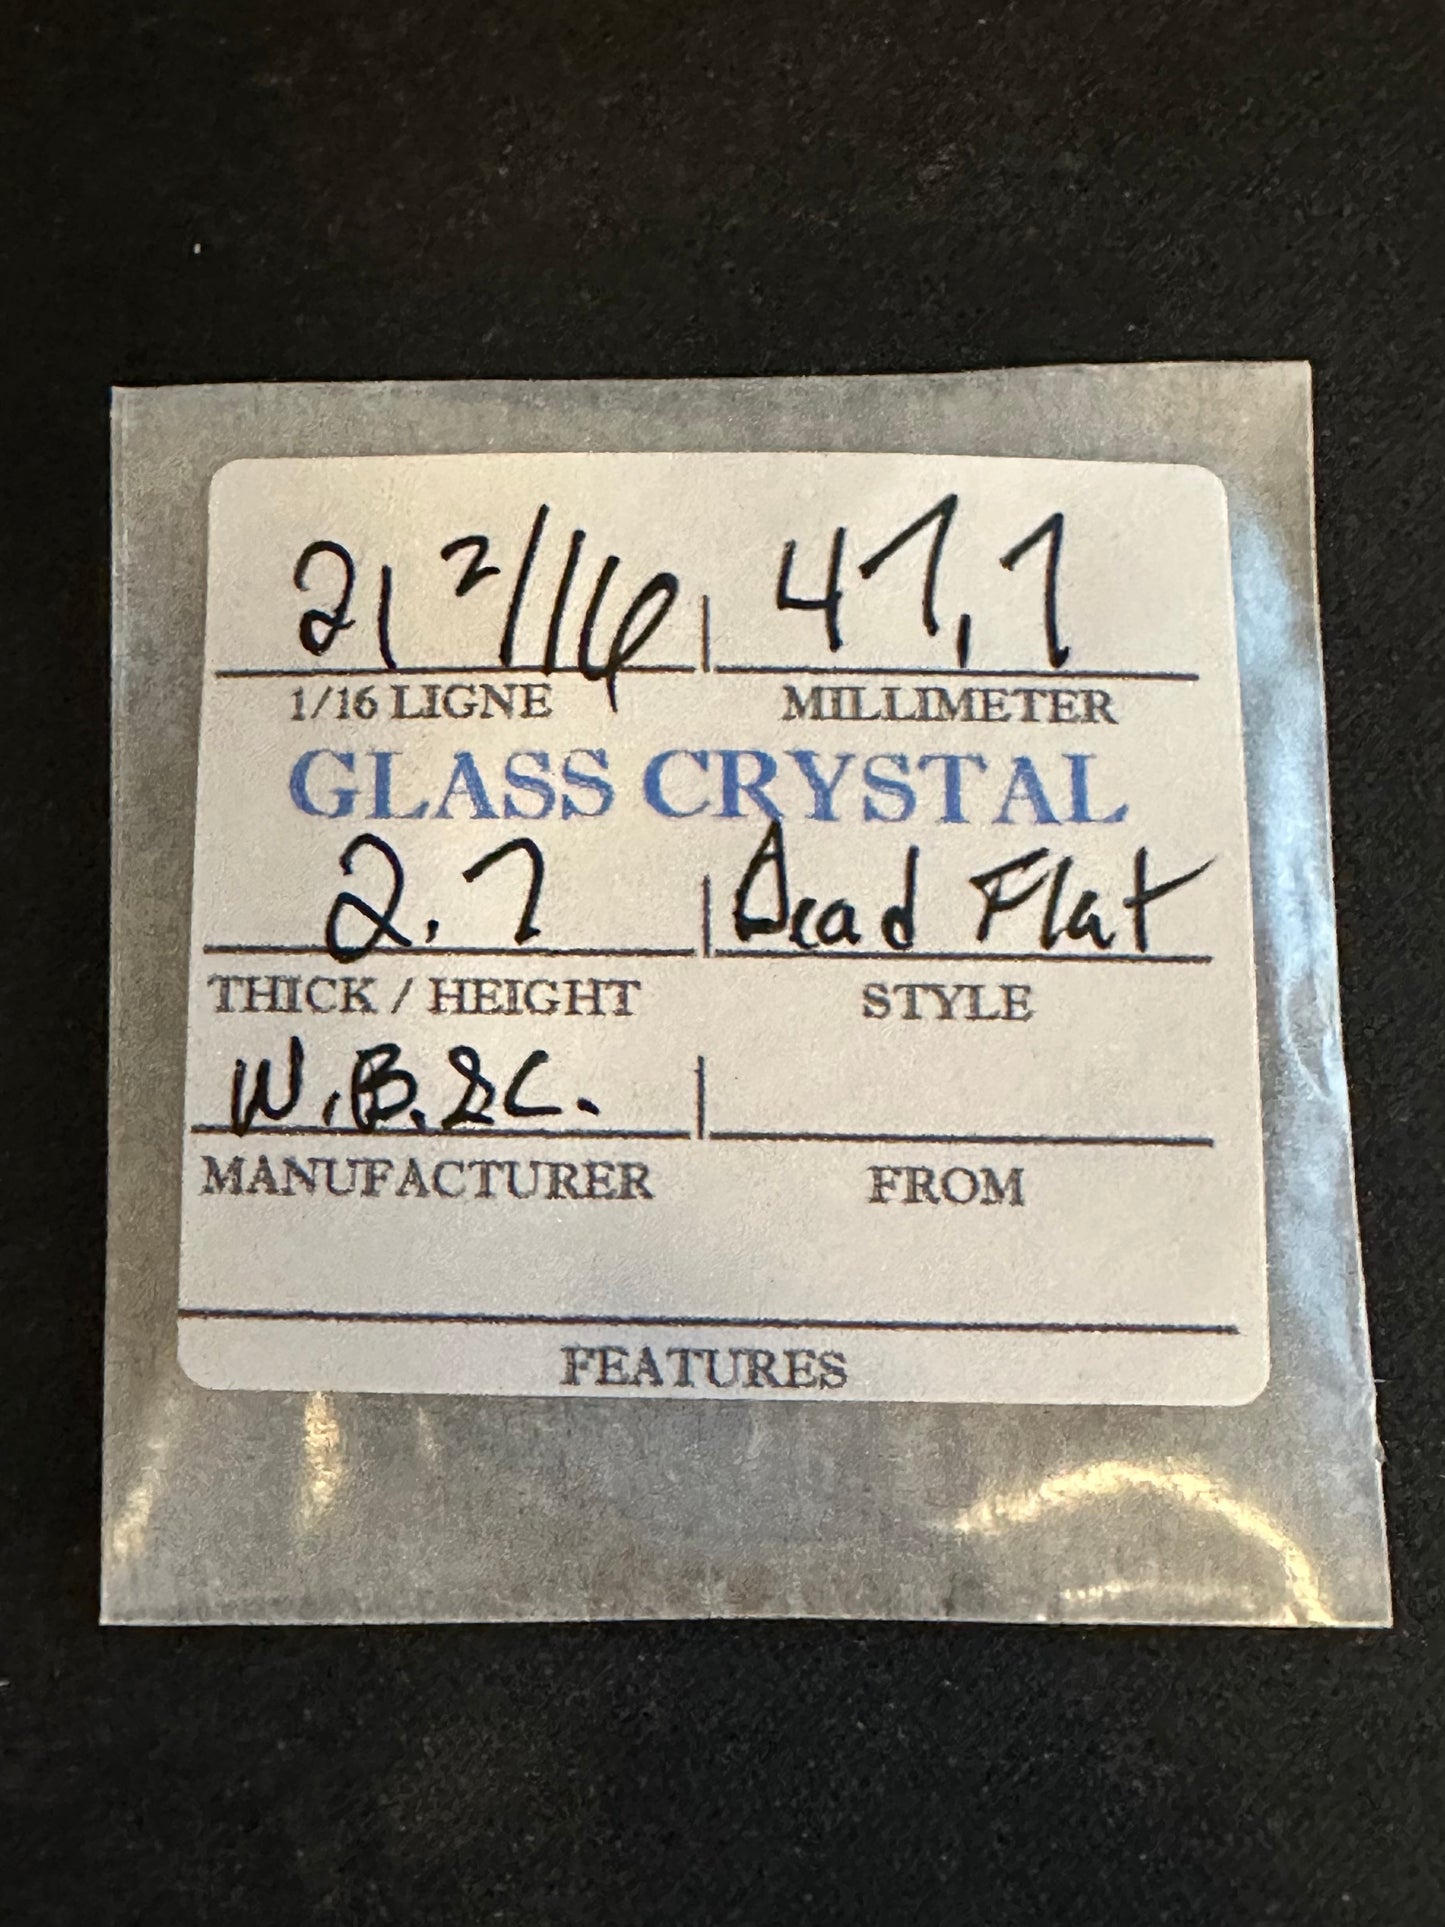 21 2/16 | 47.7
1/16 LIGNE MILLIMETER
GLASS CRYSTAL
2.7 | Dead Flat
THICK / HEIGHT STYLE
W.B.&C. |
MANUFACTURER FROM
FEATURES